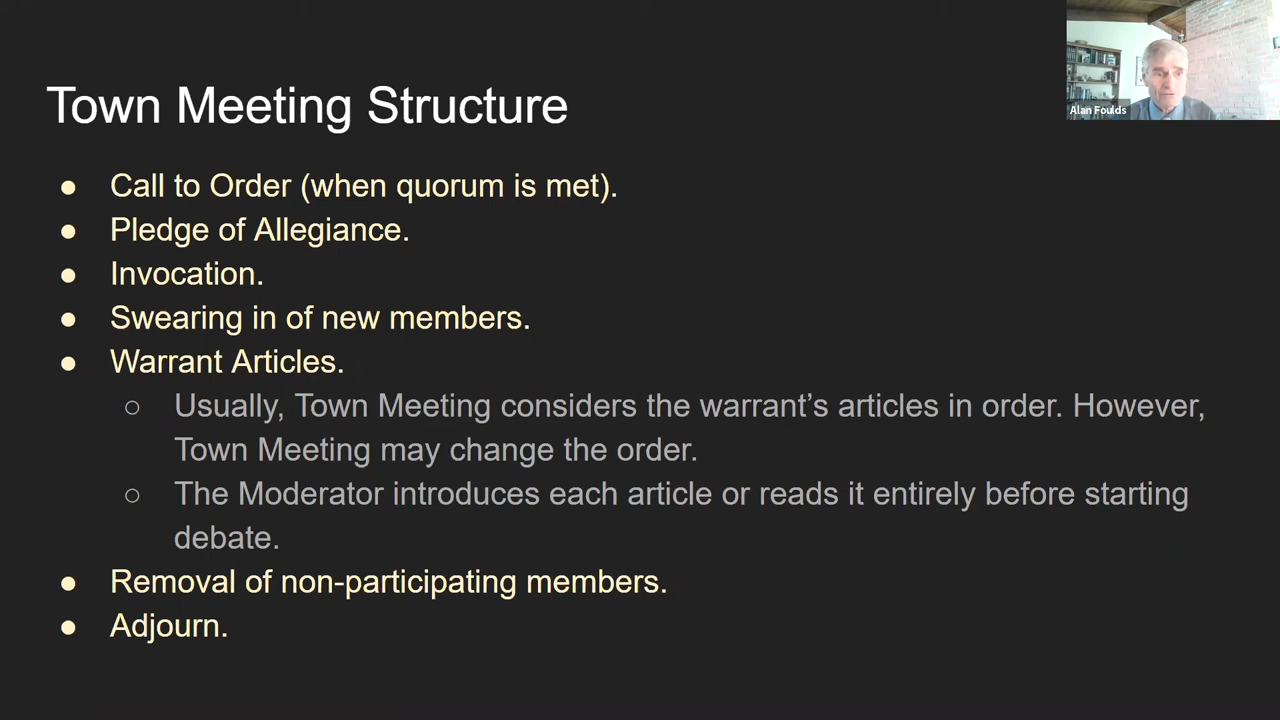 Alan Foulds
Town Meeting Structure
● Call to Order (when quorum is met).
● Pledge of Allegiance.
● Invocation.
● Swearing in of new members.
● Warrant Articles.
○ Usually, Town Meeting considers the warrant’s articles in order. However,
Town Meeting may change the order.
○ The Moderator introduces each article or reads it entirely before starting
debate.
● Removal of non-participating members.
● Adjourn.